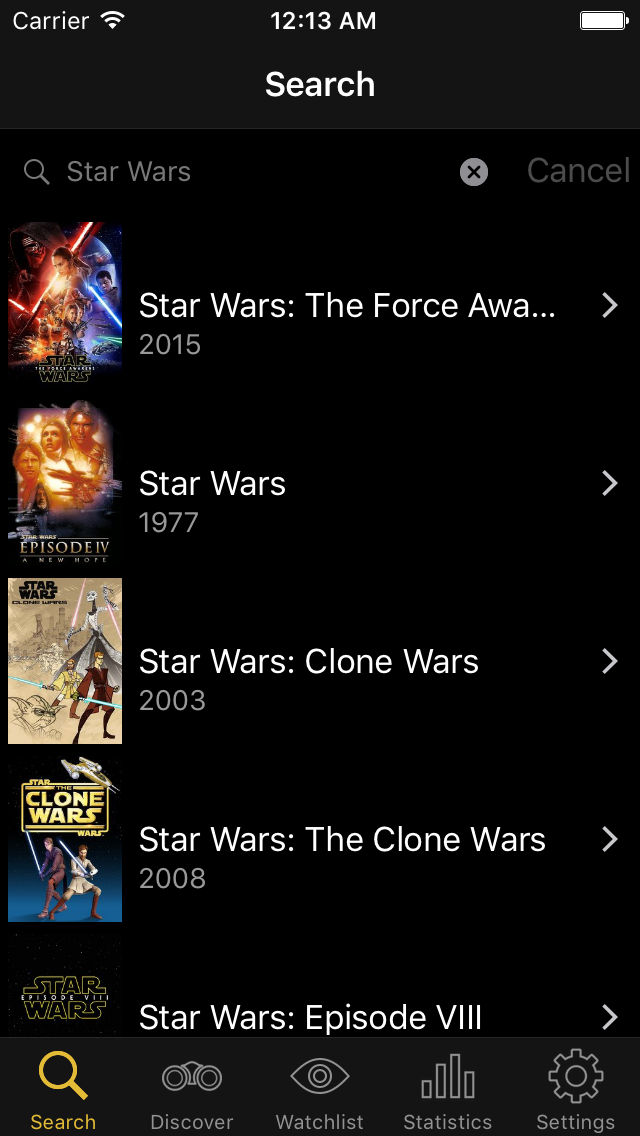 Carrier 12:13 AM
Search
Star Wars Cancel
STAR
THE FORCE AWAKENS
WARS
Star Wars: The Force Awa...
2015
STAR WARS
EPISODE IV
A NEW HOPE
Star Wars
1977
STAR
WARS
CLONE WARS
Star Wars: Clone Wars
2003
STAR
THE
CLONE
WARS
WARS
Star Wars: The Clone Wars
2008
STAR
EPISODE VIII
WARS
Star Wars: Episode VIII
Search Discover Watchlist Statistics Settings